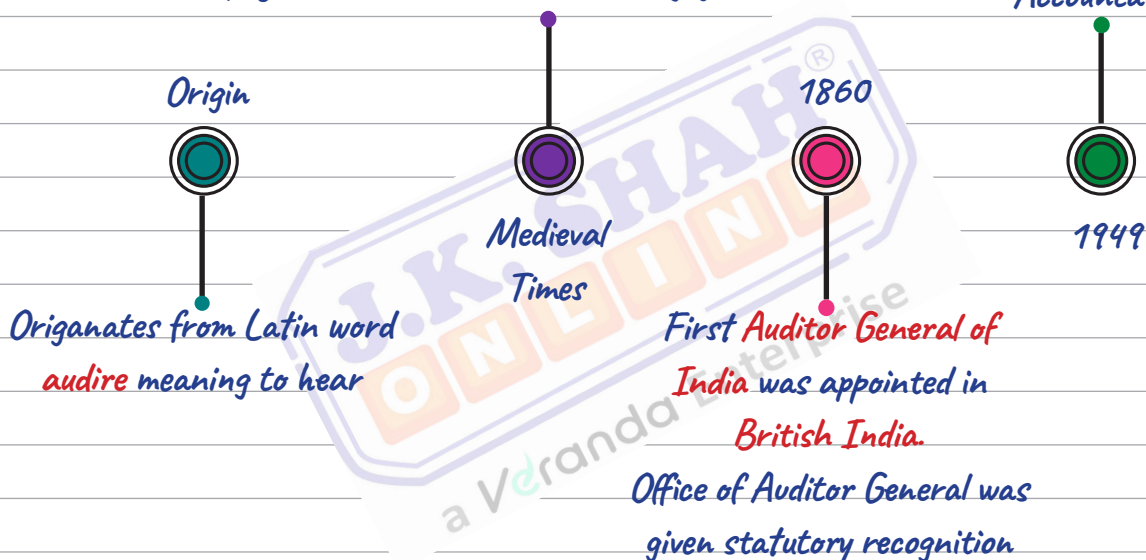 Origin
Originates from Latin word
audire meaning to hear
Medieval
Times
1860
First Auditor General of
India was appointed in
British India.
Office of Auditor General was
given statutory recognition
1949
J.K. SHAH®
ONLINE
a Veranda Enterprise